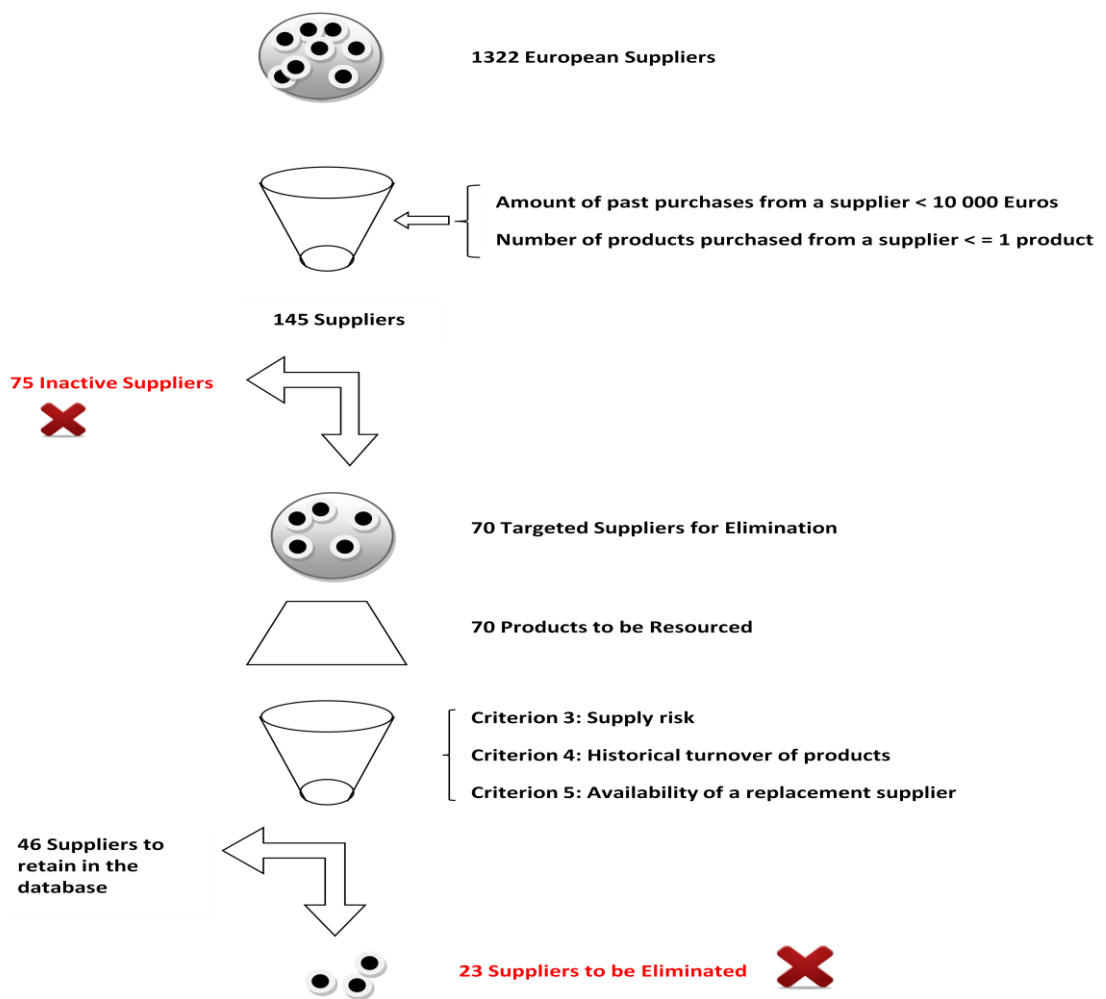 1322 European Suppliers
Amount of past purchases from a supplier < 10 000 Euros
Number of products purchased from a supplier < = 1 product
145 Suppliers
75 Inactive Suppliers
70 Targeted Suppliers for Elimination
70 Products to be Resourced
Criterion 3: Supply risk
Criterion 4: Historical turnover of products
Criterion 5: Availability of a replacement supplier
46 Suppliers to
retain in the
database
23 Suppliers to be Eliminated